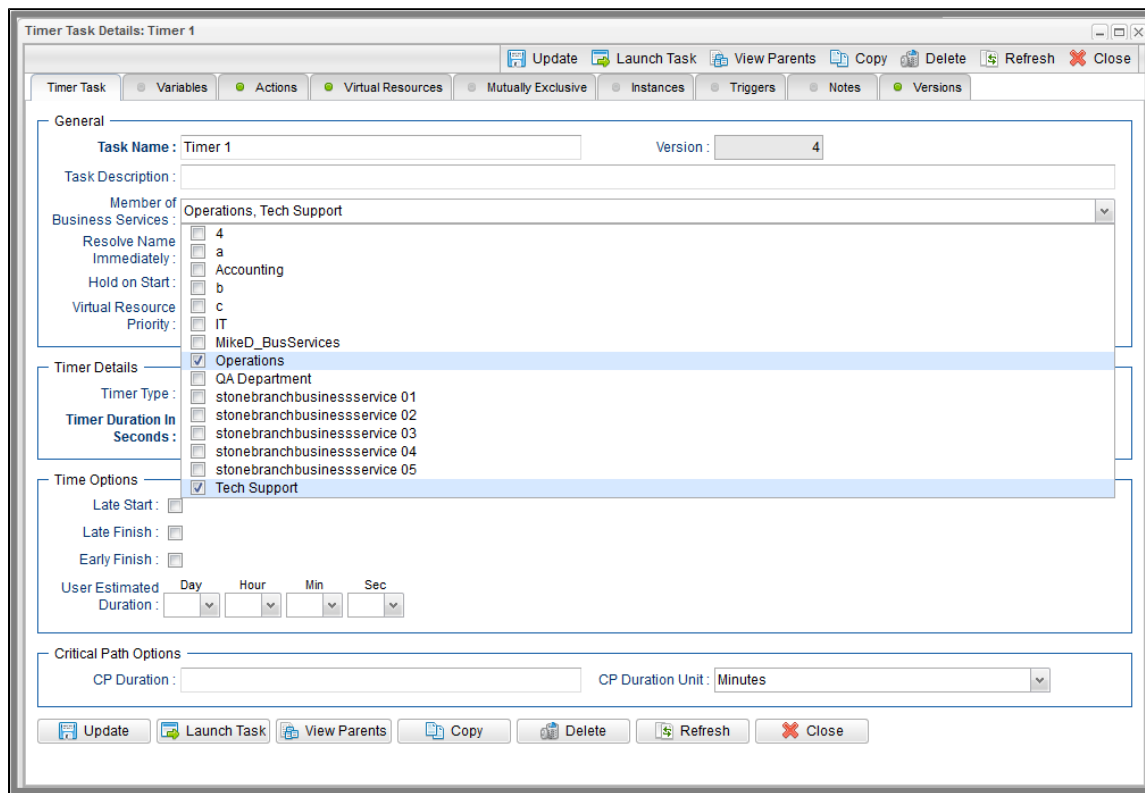 Timer Task Details: Timer 1
Update Launch Task View Parents Copy Delete Refresh Close
Timer Task Variables Actions Virtual Resources Mutually Exclusive Instances Triggers Notes Versions
General
Task Name : Timer 1 Version : 4
Task Description :
Member of
Business Services : Operations, Tech Support
4
Resolve Name
Immediately :
a
Accounting
Hold on Start :
b
Virtual Resource
Priority :
c
IT
MikeD_BusServices
Operations
Timer Details
QA Department
Timer Type :
stonebranchbusinessservice 01
stonebranchbusinessservice 02
Timer Duration In
Seconds :
stonebranchbusinessservice 03
stonebranchbusinessservice 04
stonebranchbusinessservice 05
Time Options
Tech Support
Late Start :
Late Finish :
Early Finish :
User Estimated
Duration :
Day Hour Min Sec
Critical Path Options
CP Duration : CP Duration Unit : Minutes
Update Launch Task View Parents Copy Delete Refresh Close